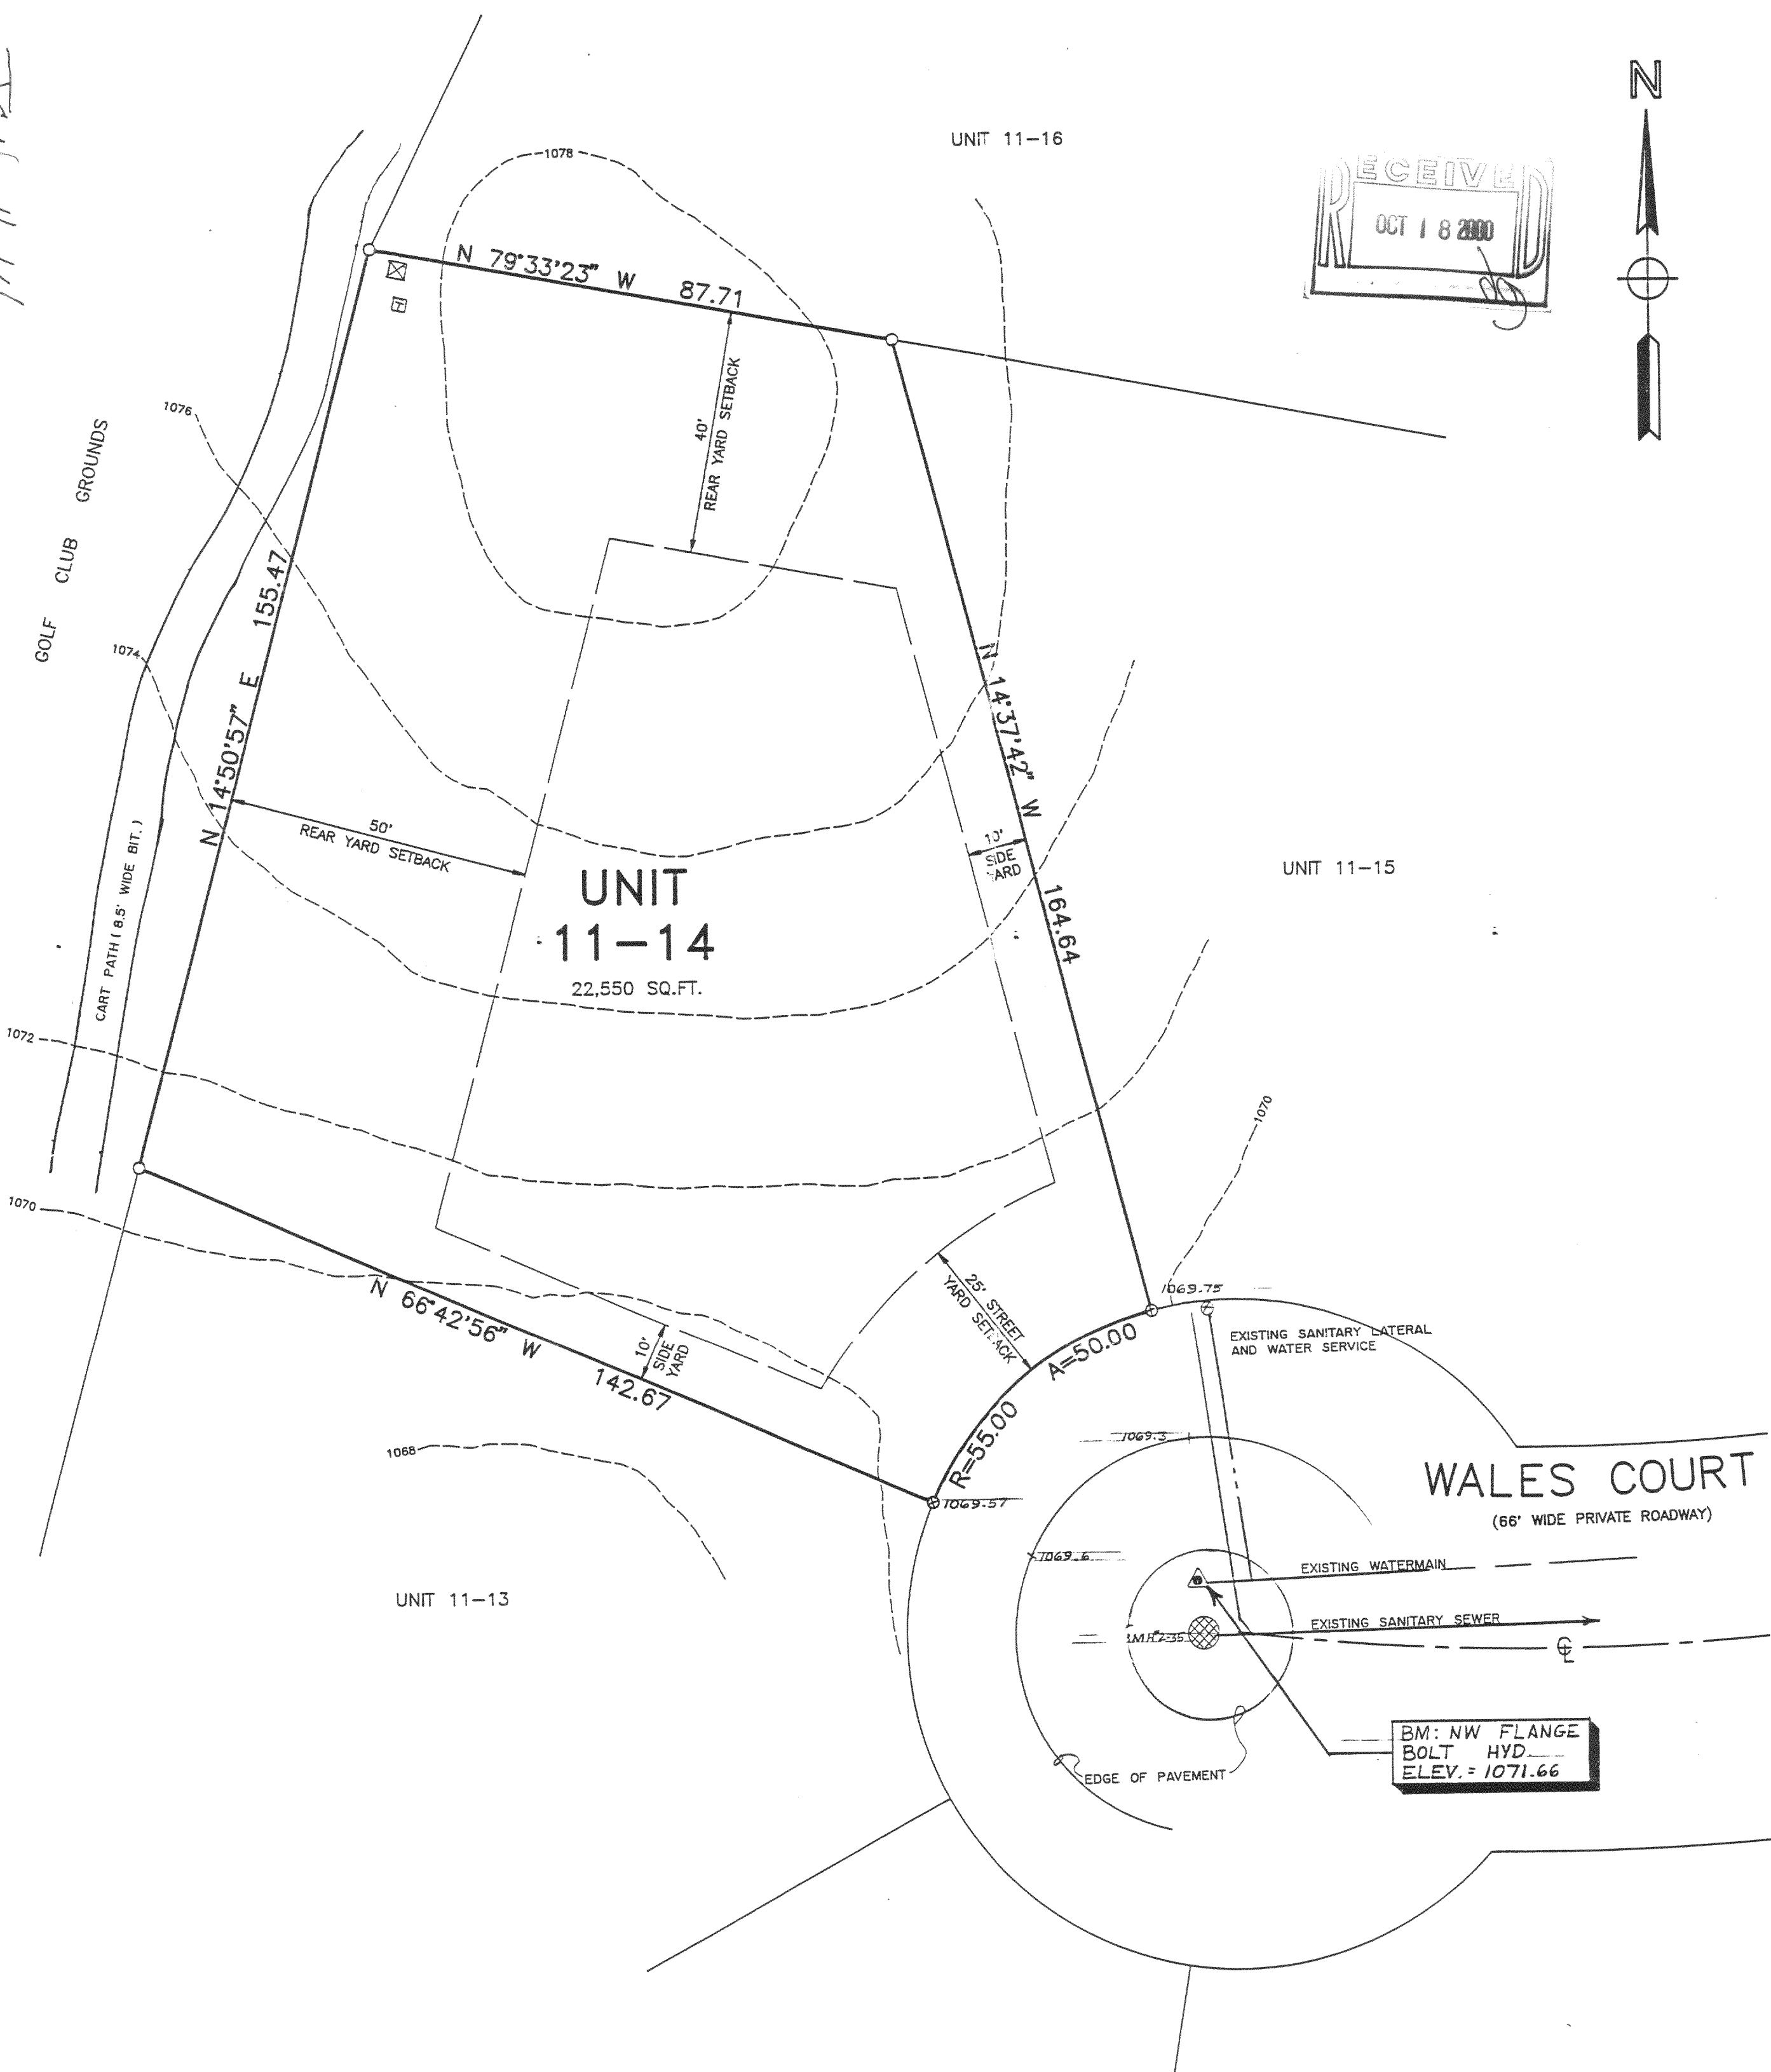 N
UNIT 11-16
RECEIVED
OCT 18 2000
1078
N 79°33'23" W 87.71
40'
REAR YARD SETBACK
1076
GOLF CLUB GROUNDS
N 14°50'57" E 155.47
1074
N 14°37'42" W 164.64
50'
REAR YARD SETBACK
10'
SIDE
CART PATH ( 8.5' WIDE BIT. )
UNIT
11-14
22,550 SQ.FT.
UNIT 11-15
1072
1070
1070
N 66°42'56" W 142.67
10'
SIDE
YARD
25' STREET
YARD SETBACK
1069.75
EXISTING SANITARY LATERAL
AND WATER SERVICE
R=55.00 A=50.00
1069.3
1068
1069.57
WALES COURT
(66' WIDE PRIVATE ROADWAY)
1069.6
EXISTING WATERMAIN
UNIT 11-13
EXISTING SANITARY SEWER
BM: NW FLANGE
BOLT HYD
ELEV. = 1071.66
EDGE OF PAVEMENT